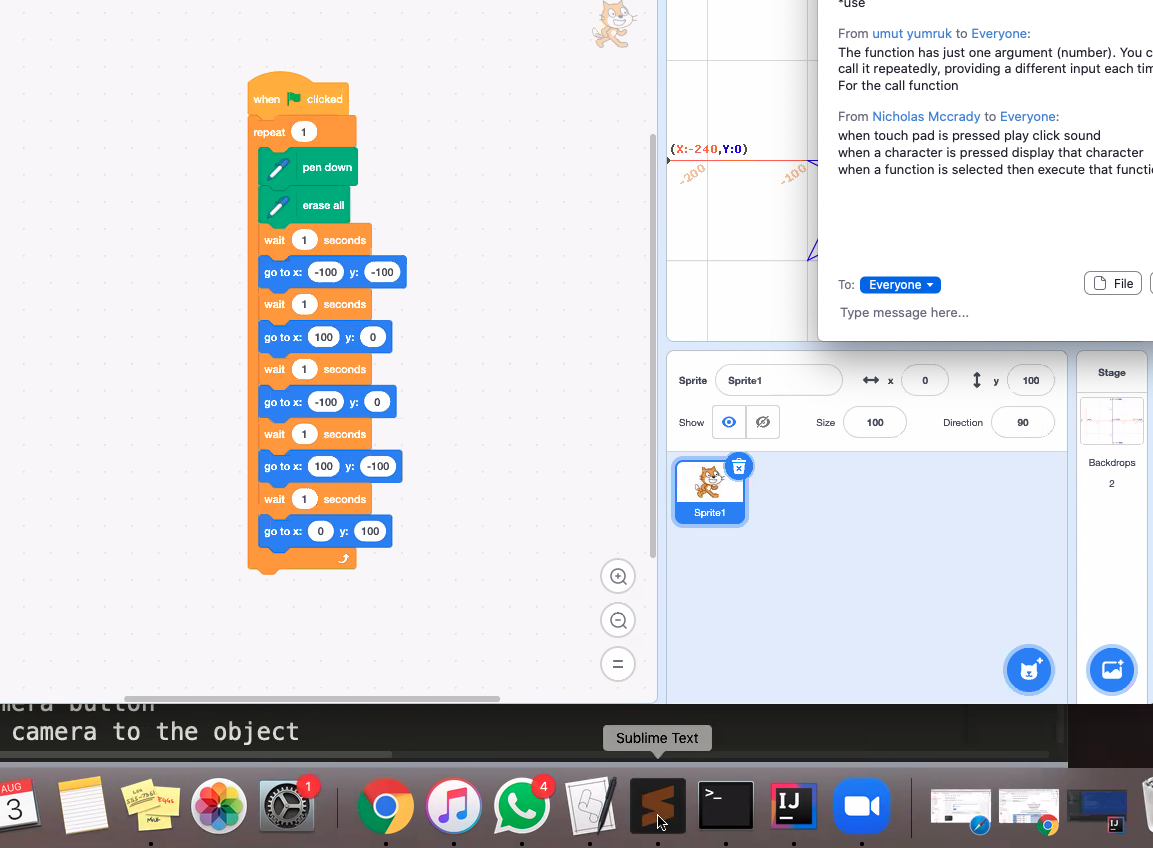 *use
From umut yumruk to Everyone:
The function has just one argument (number). You c
call it repeatedly, providing a different input each tim
For the call function
From Nicholas Mccrady to Everyone:
when touch pad is pressed play click sound
when a character is pressed display that character
when a function is selected then execute that functi
To: Everyone
File
Type message here...
when clicked
repeat 1
pen down
erase all
wait 1 seconds
go to x: -100 y: -100
wait 1 seconds
go to x: 100 y: 0
wait 1 seconds
go to x: -100 y: 0
wait 1 seconds
go to x: 100 y: -100
wait 1 seconds
go to x: 0 y: 100
(X:-240,Y:0)
-200
-100
Sprite Sprite1 x 0 y 100
Show Size 100 Direction 90
Sprite1
Stage
Backdrops
2
mera button
camera to the object
Sublime Text
AUG
3
1
4
>_
IJ